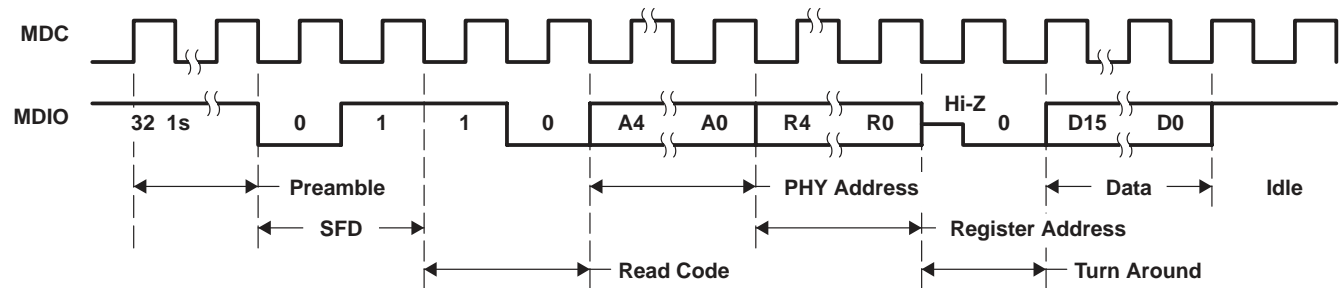 MDC
MDIO
32 1s
0
1
1
0
A4
A0
R4
R0
Hi-Z
0
D15
D0
Preamble
PHY Address
Data
Idle
SFD
Register Address
Read Code
Turn Around